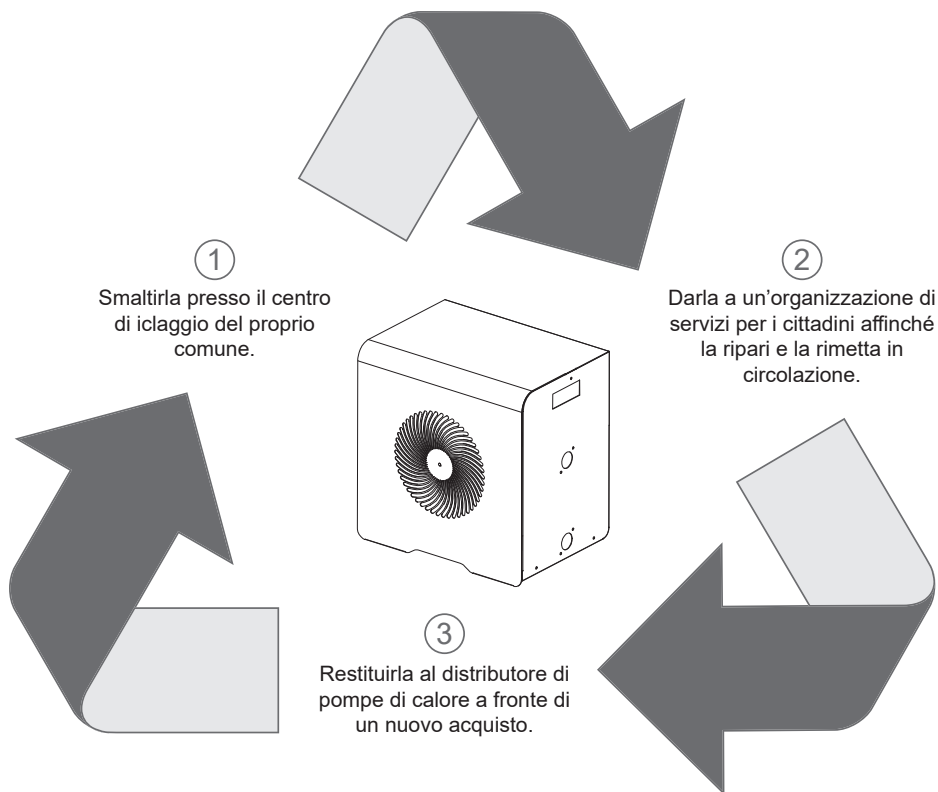 1
Smaltirla presso il centro
di iclaggio del proprio
comune.
2
Darla a un’organizzazione di
servizi per i cittadini affinché
la ripari e la rimetta in
circolazione.
3
Restituirla al distributore di
pompe di calore a fronte di
un nuovo acquisto.